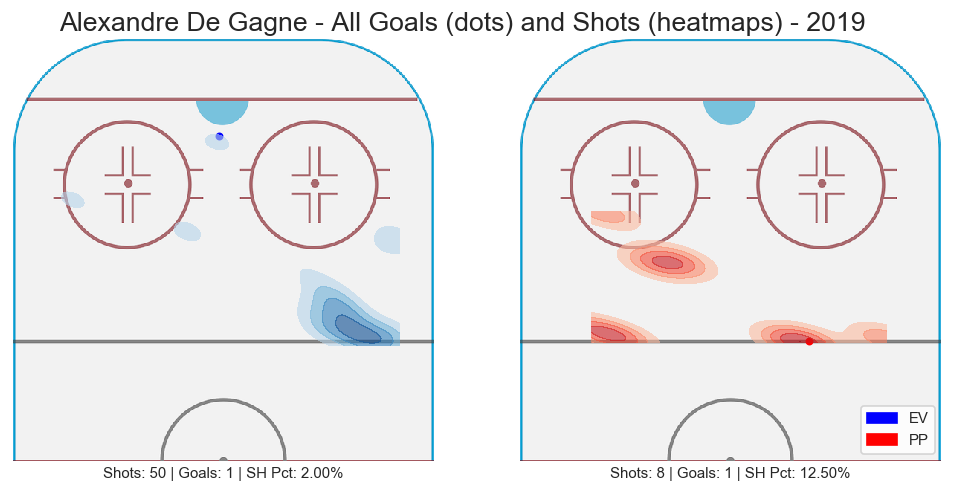 Alexandre De Gagne - All Goals (dots) and Shots (heatmaps) - 2019
EV
PP
Shots: 50 | Goals: 1 | SH Pct: 2.00%
Shots: 8 | Goals: 1 | SH Pct: 12.50%